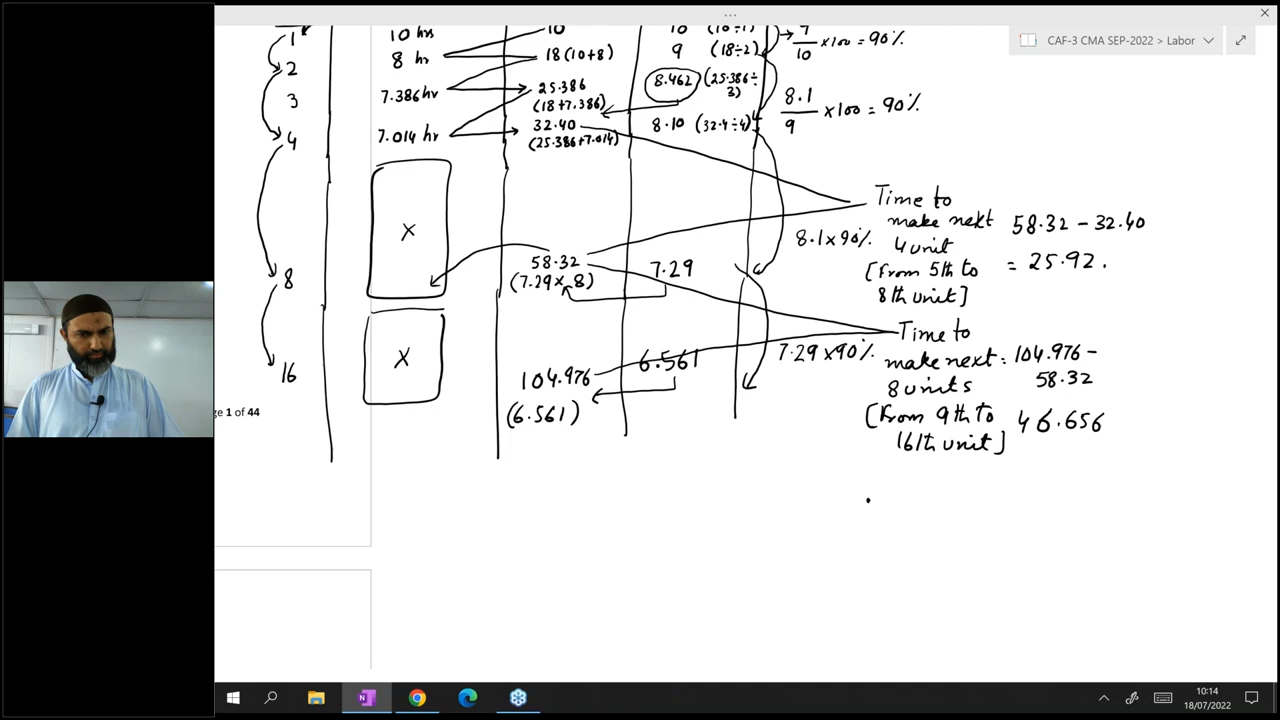 CAF-3 CMA SEP-2022 > Labor
1 10 hrs 10 10
2 8 hr 18 (10+8) 9 (18÷2) 9/10 ×100 = 90%
3 7.386 hr 25.386 8.462 (25.386÷
(18+7.386) 3) 8.1/9 ×100 = 90%
4 7.014 hr 32.40 8.10 (32.4÷4)
(25.386+7.014)
Time to
X make next 58.32 - 32.40
8.1×90% 4 unit
58.32 7.29 [from 5th to = 25.92.
8 (7.29× 8) 8th unit]
Time to
X 7.29×90% make next = 104.976 -
16 104.976 6.561 8 units 58.32
(6.561) [from 9th to 46.656
16th unit]
ge 1 of 44
10:14
18/07/2022